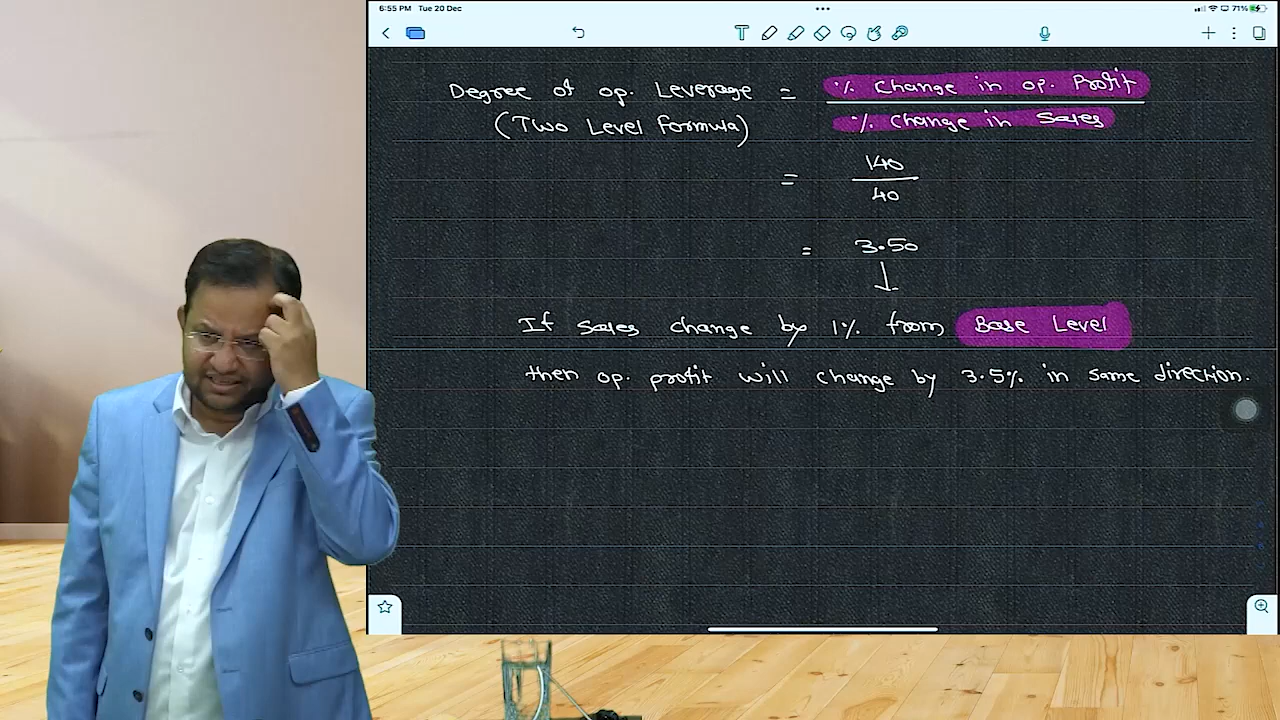 6:55 PM Tue 20 Dec
71%
Degree of op. Leverage = % Change in op. Profit
(Two Level formula) % Change in Sales
= 140
40
= 3.50
If Sales change by 1% from Base Level
then op. profit will change by 3.5% in same direction.